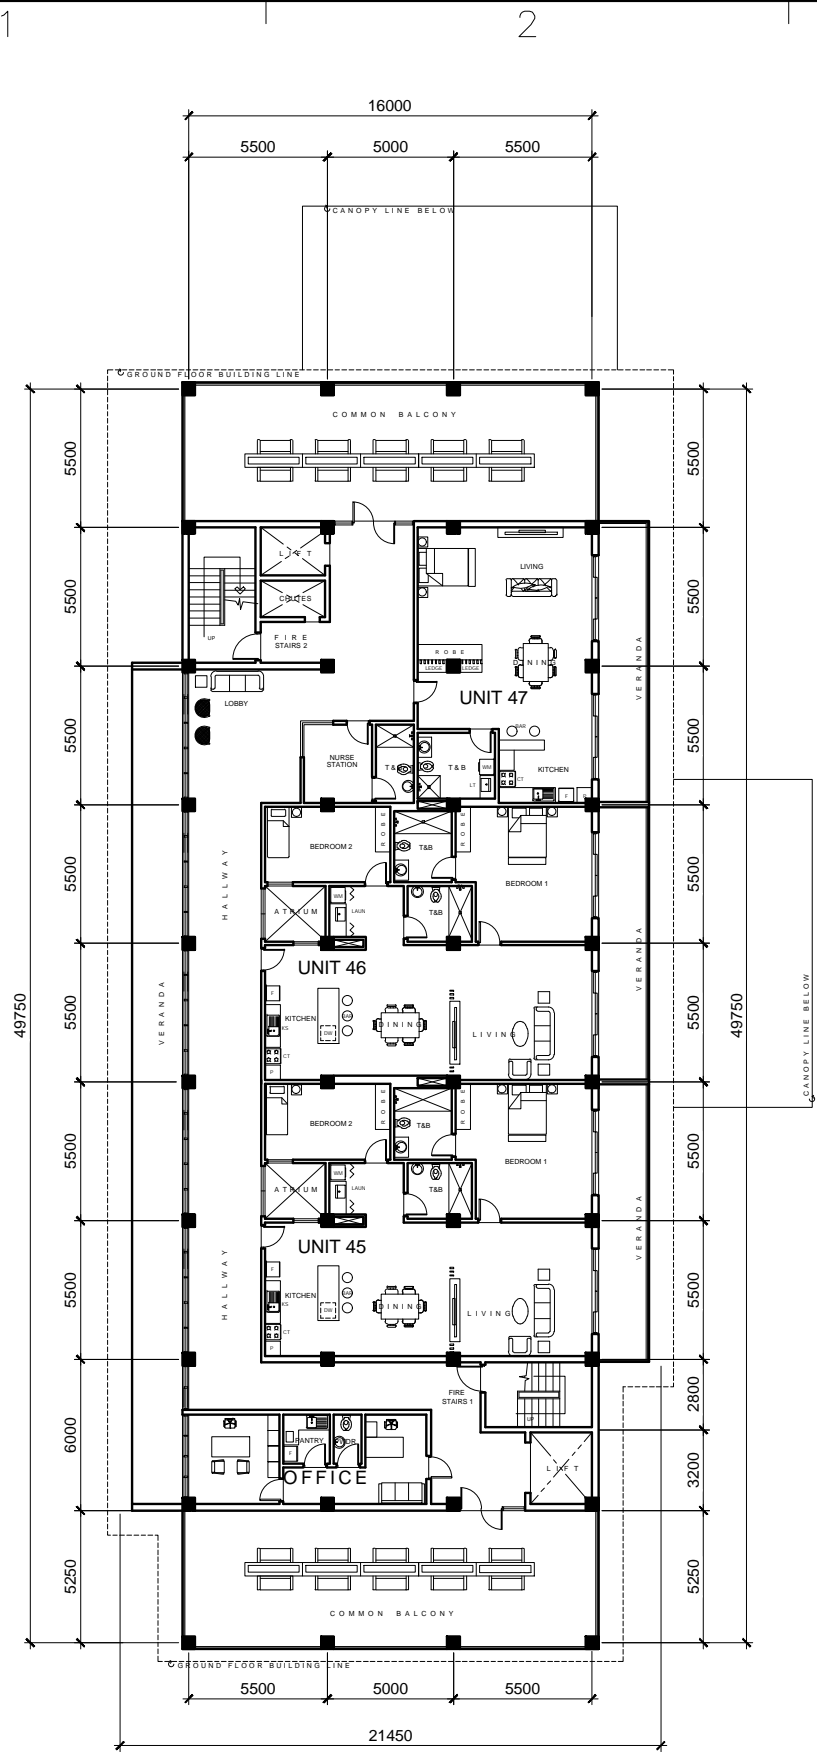 1
2
16000
5500
5000
5500
CANOPY LINE BELOW
GROUND FLOOR BUILDING LINE
COMMON BALCONY
5500
5500
LIFT
LIVING
CHUTES
5500
5500
UP
FIRE
STAIRS 2
ROBE
LEDGE
LEDGE
DINING
VERANDA
UNIT 47
LOBBY
BAR
5500
5500
NURSE
STATION
T&B
T&B
WM
KITCHEN
LT
CT
F
P
BEDROOM 2
ROBE
T&B
ROBE
BEDROOM 1
5500
5500
HALLWAY
ATRIUM
WM
LAUN
T&B
UNIT 46
VERANDA
49750
VERANDA
F
KITCHEN
KS
BAR
DW
DINING
LIVING
CT
P
5500
5500
49750
CANOPY LINE BELOW
BEDROOM 2
ROBE
T&B
ROBE
BEDROOM 1
5500
5500
ATRIUM
WM
LAUN
T&B
VERANDA
UNIT 45
HALLWAY
F
KITCHEN
KS
BAR
DW
DINING
LIVING
CT
P
5500
5500
FIRE
STAIRS 1
UP
2800
6000
PANTRY
F
PWDR
OFFICE
LIFT
3200
5250
5250
COMMON BALCONY
GROUND FLOOR BUILDING LINE
5500
5000
5500
21450